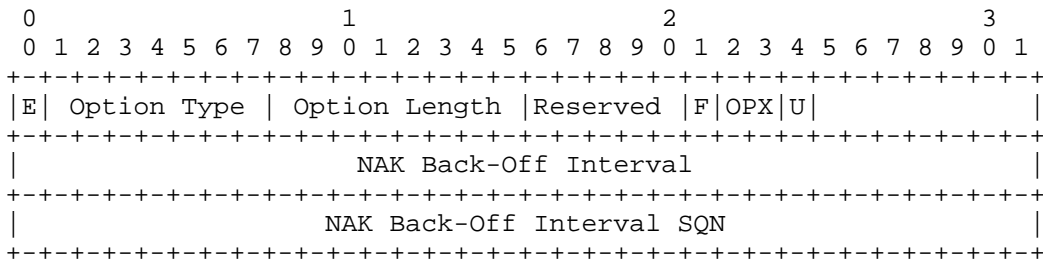 0                   1                   2                   3
 0 1 2 3 4 5 6 7 8 9 0 1 2 3 4 5 6 7 8 9 0 1 2 3 4 5 6 7 8 9 0 1
+-+-+-+-+-+-+-+-+-+-+-+-+-+-+-+-+-+-+-+-+-+-+-+-+-+-+-+-+-+-+-+-+
|E| Option Type | Option Length |Reserved |F|OPX|U|             |
+-+-+-+-+-+-+-+-+-+-+-+-+-+-+-+-+-+-+-+-+-+-+-+-+-+-+-+-+-+-+-+-+
|                     NAK Back-Off Interval                     |
+-+-+-+-+-+-+-+-+-+-+-+-+-+-+-+-+-+-+-+-+-+-+-+-+-+-+-+-+-+-+-+-+
|                   NAK Back-Off Interval SQN                   |
+-+-+-+-+-+-+-+-+-+-+-+-+-+-+-+-+-+-+-+-+-+-+-+-+-+-+-+-+-+-+-+-+